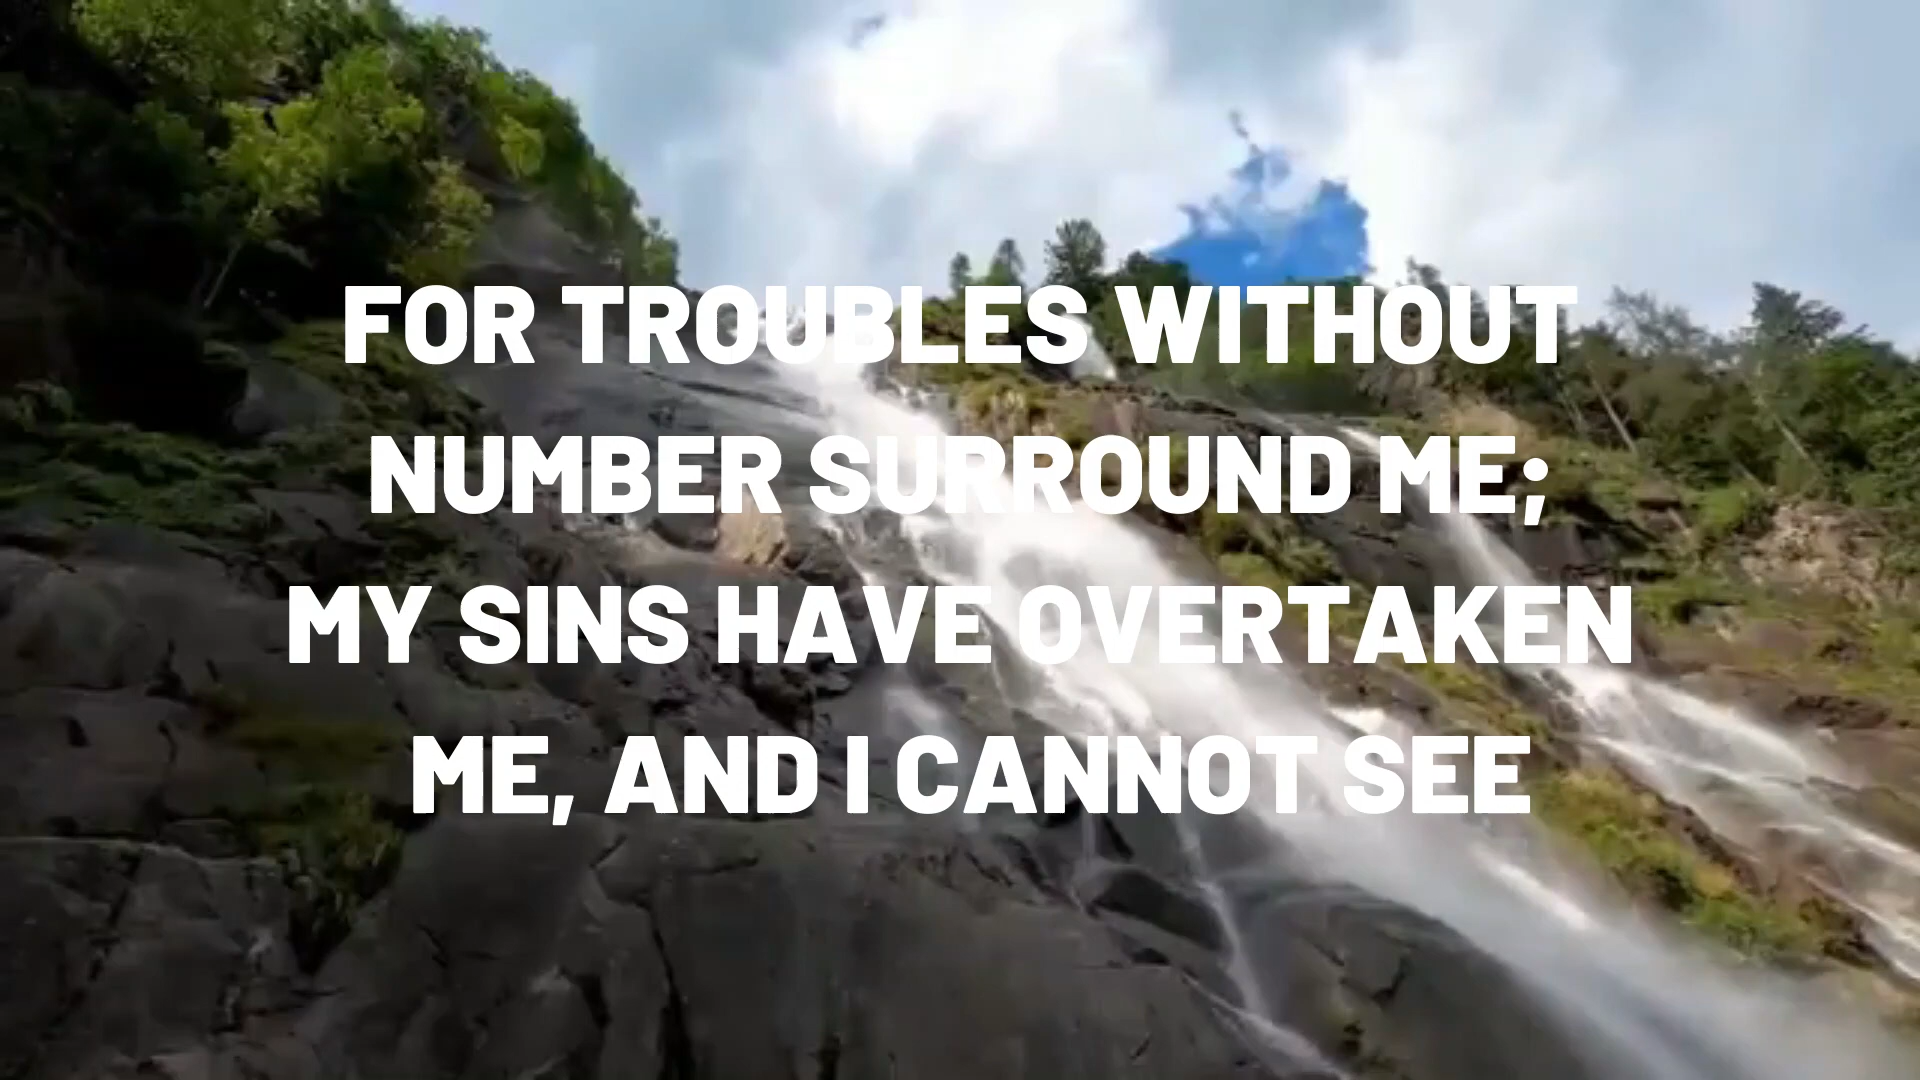 FOR TROUBLES WITHOUT
NUMBER SURROUND ME;
MY SINS HAVE OVERTAKEN
ME, AND I CANNOT SEE